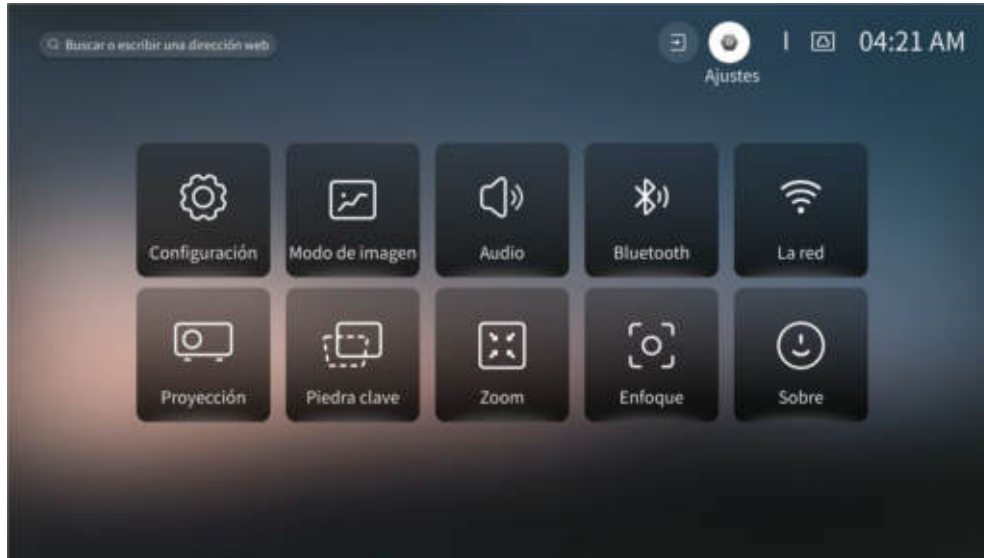 Buscar o escribir una dirección web
04:21 AM
Ajustes
Configuración
Modo de imagen
Audio
Bluetooth
La red
Proyección
Piedra clave
Zoom
Enfoque
Sobre